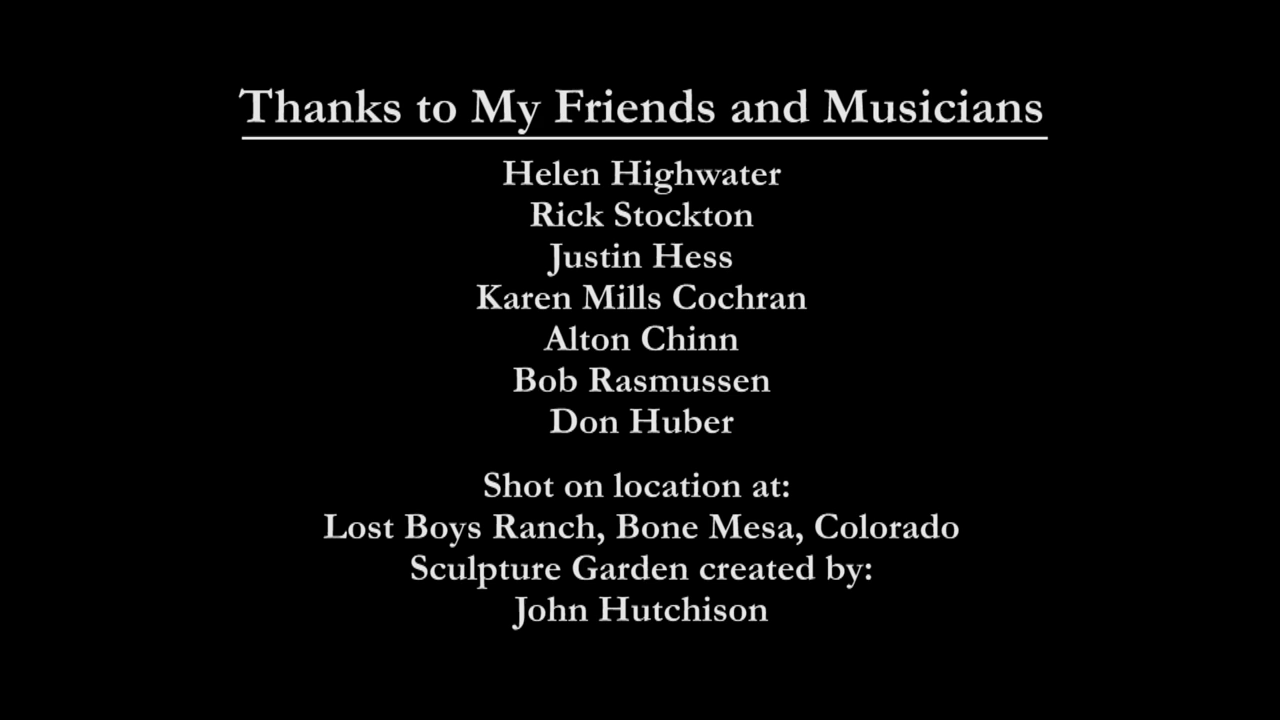 Thanks to My Friends and Musicians
Helen Highwater
Rick Stockton
Justin Hess
Karen Mills Cochran
Alton Chinn
Bob Rasmussen
Don Huber
Shot on location at:
Lost Boys Ranch, Bone Mesa, Colorado
Sculpture Garden created by:
John Hutchison